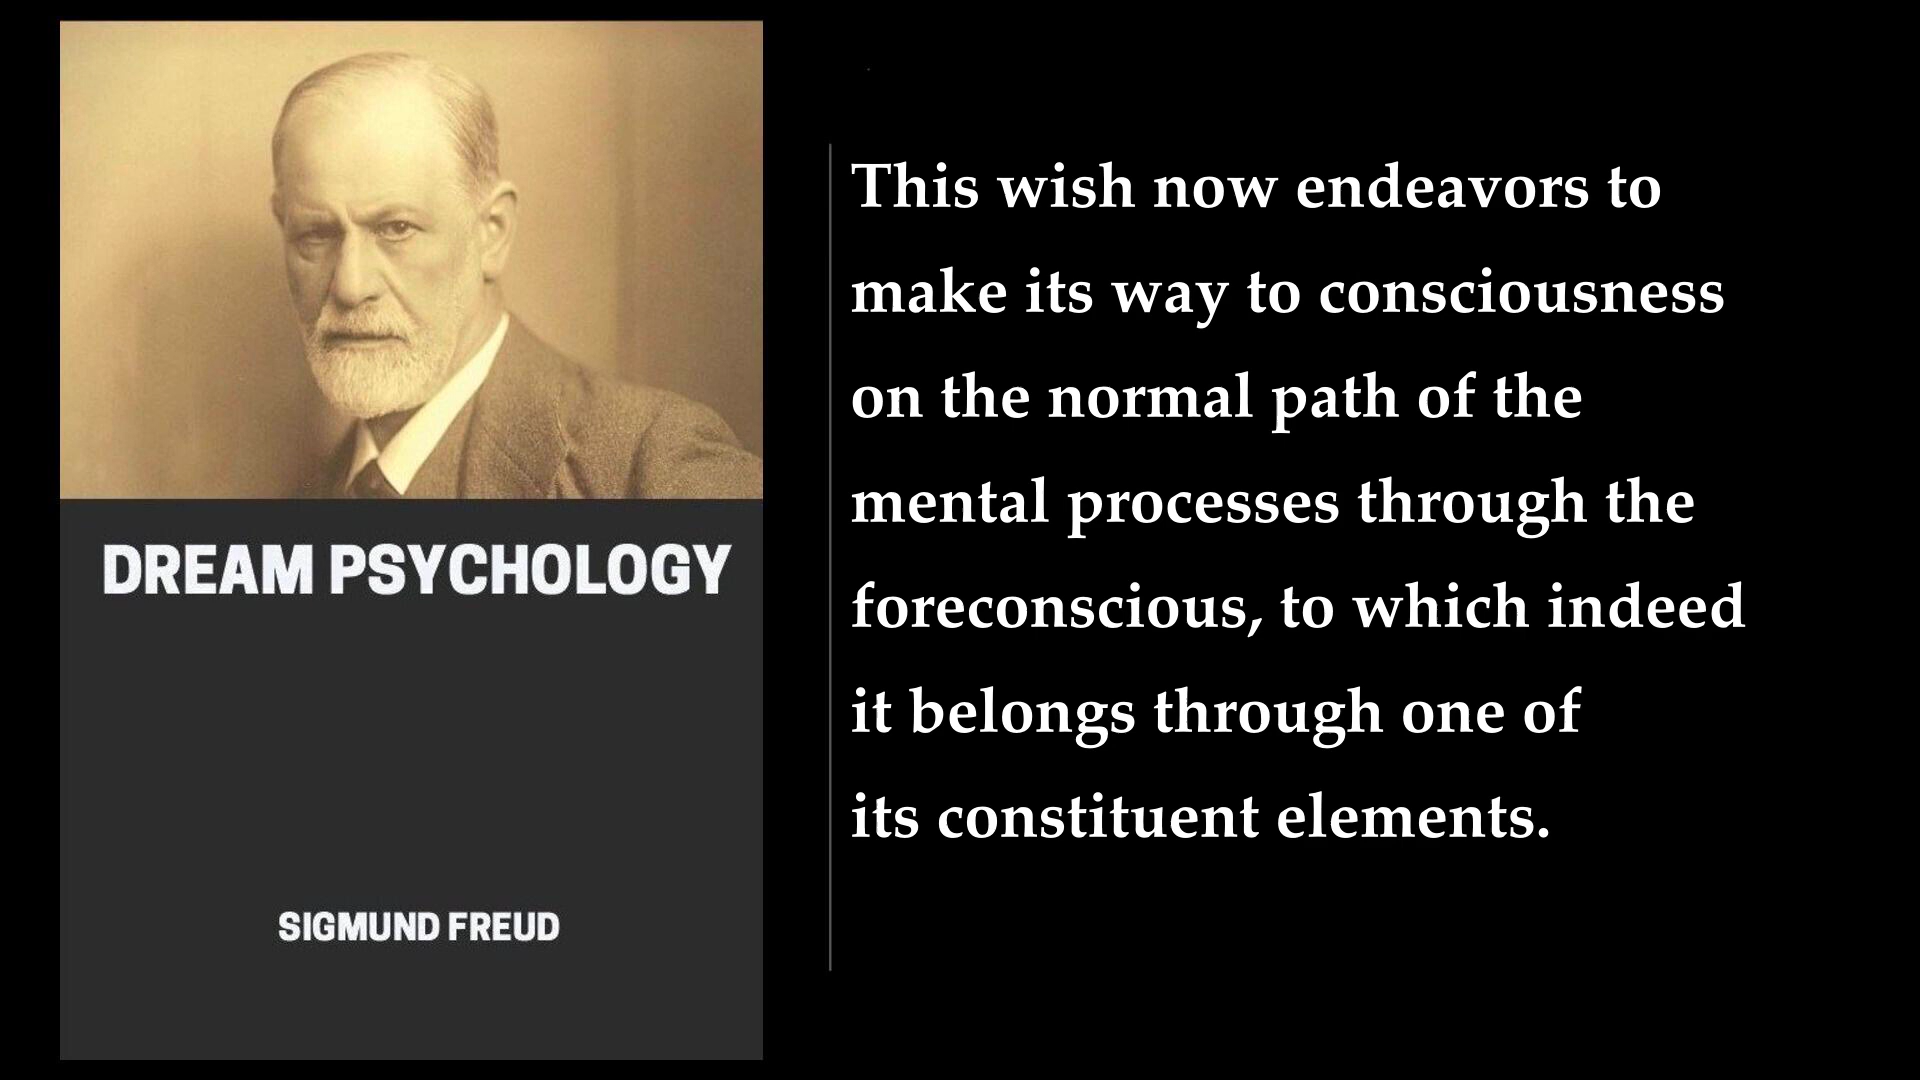 DREAM PSYCHOLOGY
SIGMUND FREUD
This wish now endeavors to
make its way to consciousness
on the normal path of the
mental processes through the
foreconscious, to which indeed
it belongs through one of
its constituent elements.